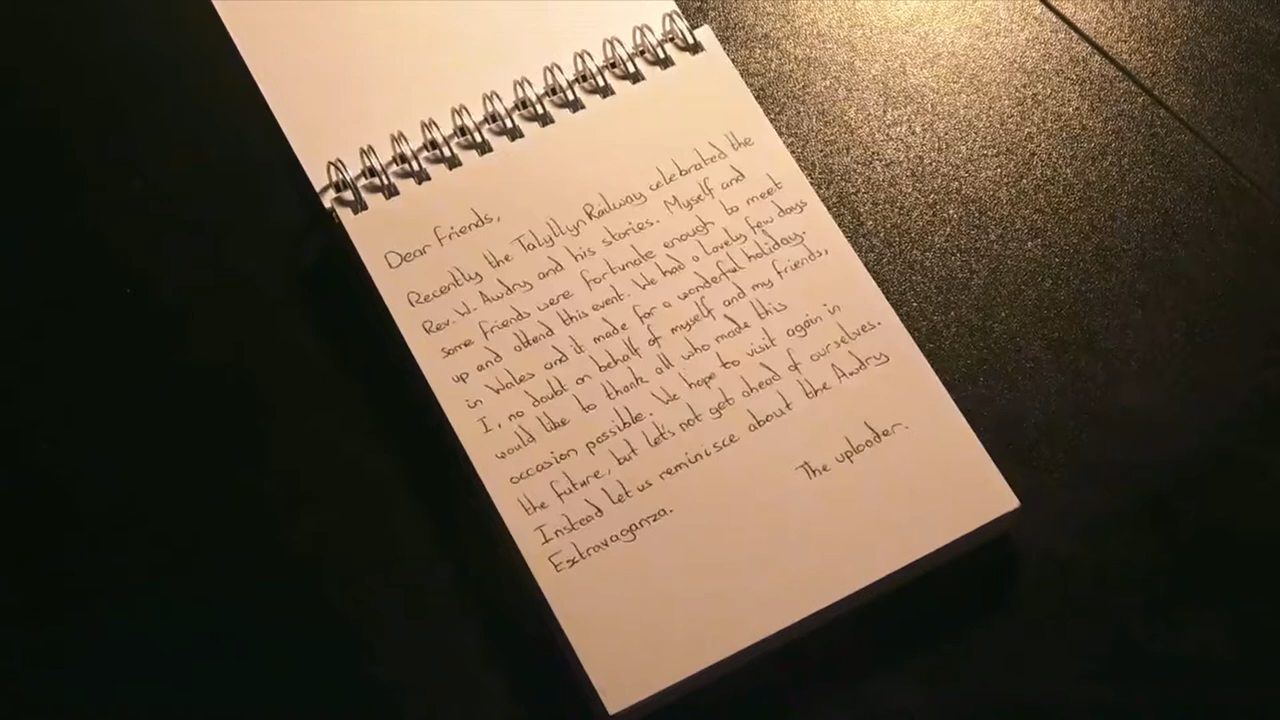 Dear Friends,
Recently the Talyllyn Railway celebrated the
Rev. W. Awdry and his stories. Myself and
some friends were fortunate enough to meet
up and attend this event. We had a lovely few days
in Wales and it made for a wonderful holiday.
I, no doubt on behalf of myself and my friends,
would like to thank all who made this
occasion possible. We hope to visit again in
the future, but let's not get ahead of ourselves.
Instead let us reminisce about the Awdry
Extravaganza.
The uploader.